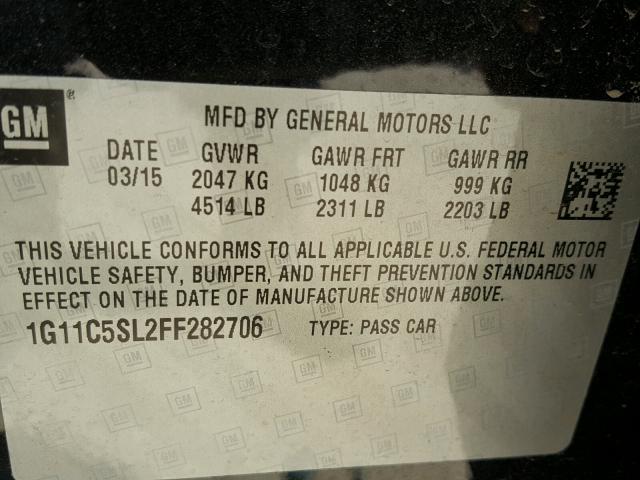 GM ®
MFD BY GENERAL MOTORS LLC
DATE GVWR GAWR FRT GAWR RR
03/15 2047 KG 1048 KG 999 KG
4514 LB 2311 LB 2203 LB
THIS VEHICLE CONFORMS TO ALL APPLICABLE U.S. FEDERAL MOTOR
VEHICLE SAFETY, BUMPER, AND THEFT PREVENTION STANDARDS IN
EFFECT ON THE DATE OF MANUFACTURE SHOWN ABOVE.
1G11C5SL2FF282706 TYPE: PASS CAR